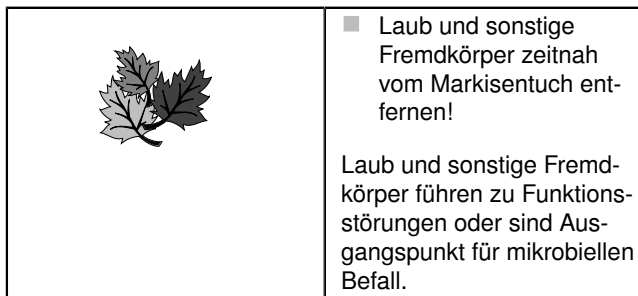 Laub und sonstige
Fremdkörper zeitnah
vom Markisentuch ent-
fernen!
Laub und sonstige Fremd-
körper führen zu Funktions-
störungen oder sind Aus-
gangspunkt für mikrobiellen
Befall.